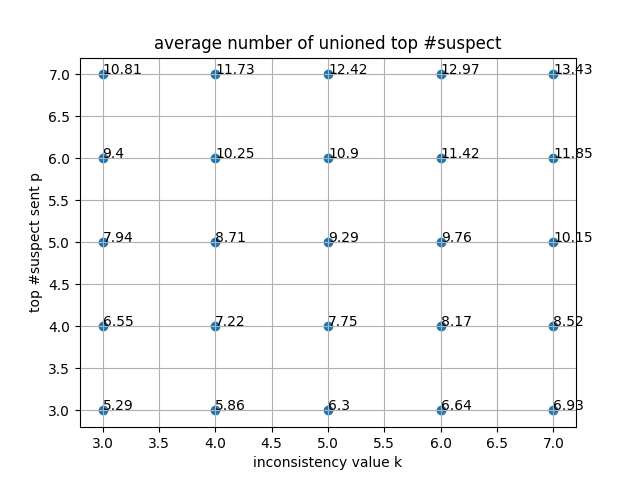 average number of unioned top #suspect
7.0
10.81 11.73 12.42 12.97 13.43
6.5
6.0
9.4 10.25 10.9 11.42 11.85
5.5
5.0
7.94 8.71 9.29 9.76 10.15
4.5
4.0
6.55 7.22 7.75 8.17 8.52
3.5
3.0
5.29 5.86 6.3 6.64 6.93
top #suspect sent p
3.0 3.5 4.0 4.5 5.0 5.5 6.0 6.5 7.0
inconsistency value k